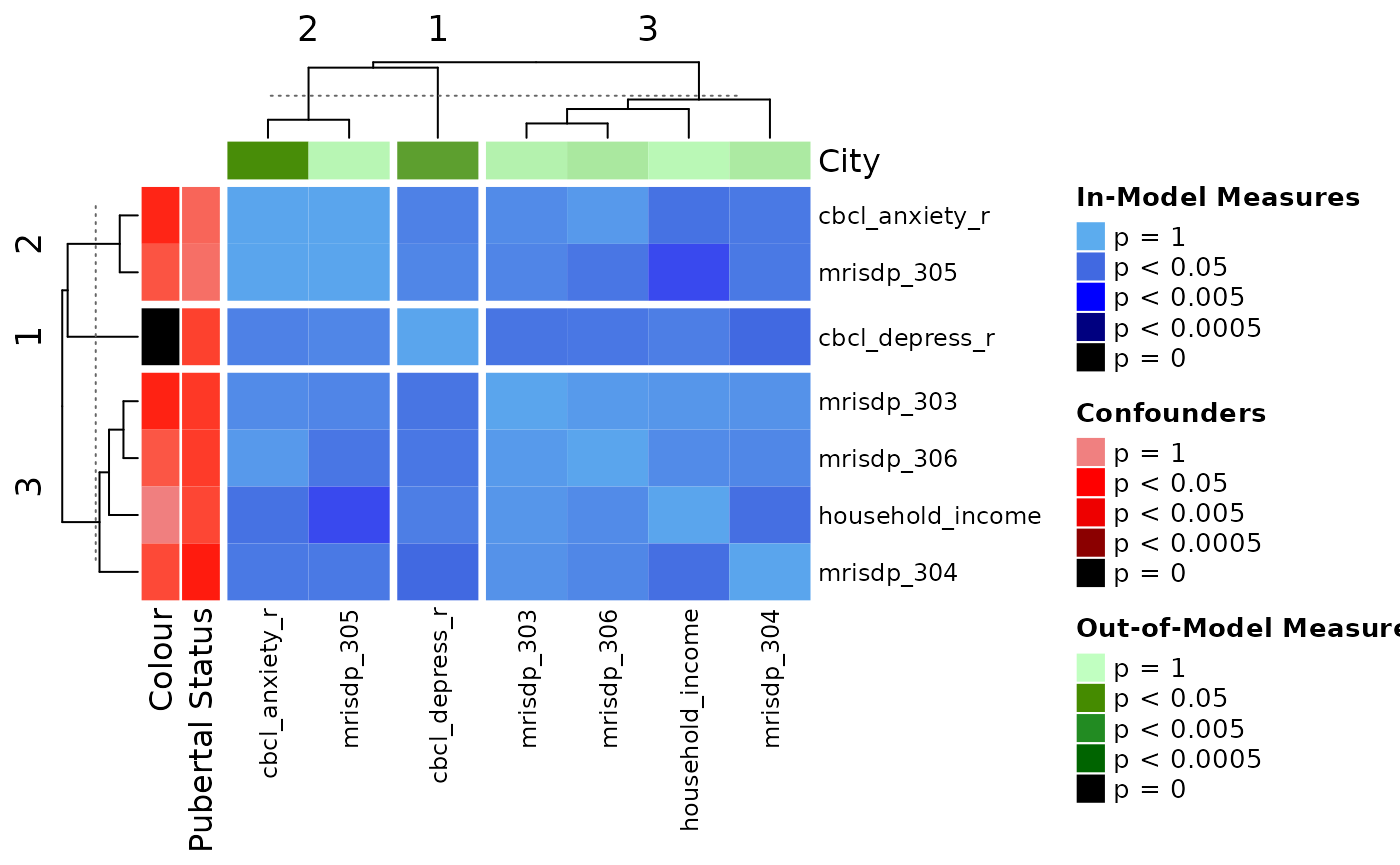 2 1 3
City
2
1
3
cbcl_anxiety_r
mrisdp_305
cbcl_depress_r
mrisdp_303
mrisdp_306
household_income
mrisdp_304
Colour
Pubertal Status
cbcl_anxiety_r
mrisdp_305
cbcl_depress_r
mrisdp_303
mrisdp_306
household_income
mrisdp_304
In-Model Measures
p = 1
p < 0.05
p < 0.005
p < 0.0005
p = 0
Confounders
p = 1
p < 0.05
p < 0.005
p < 0.0005
p = 0
Out-of-Model Measure
p = 1
p < 0.05
p < 0.005
p < 0.0005
p = 0